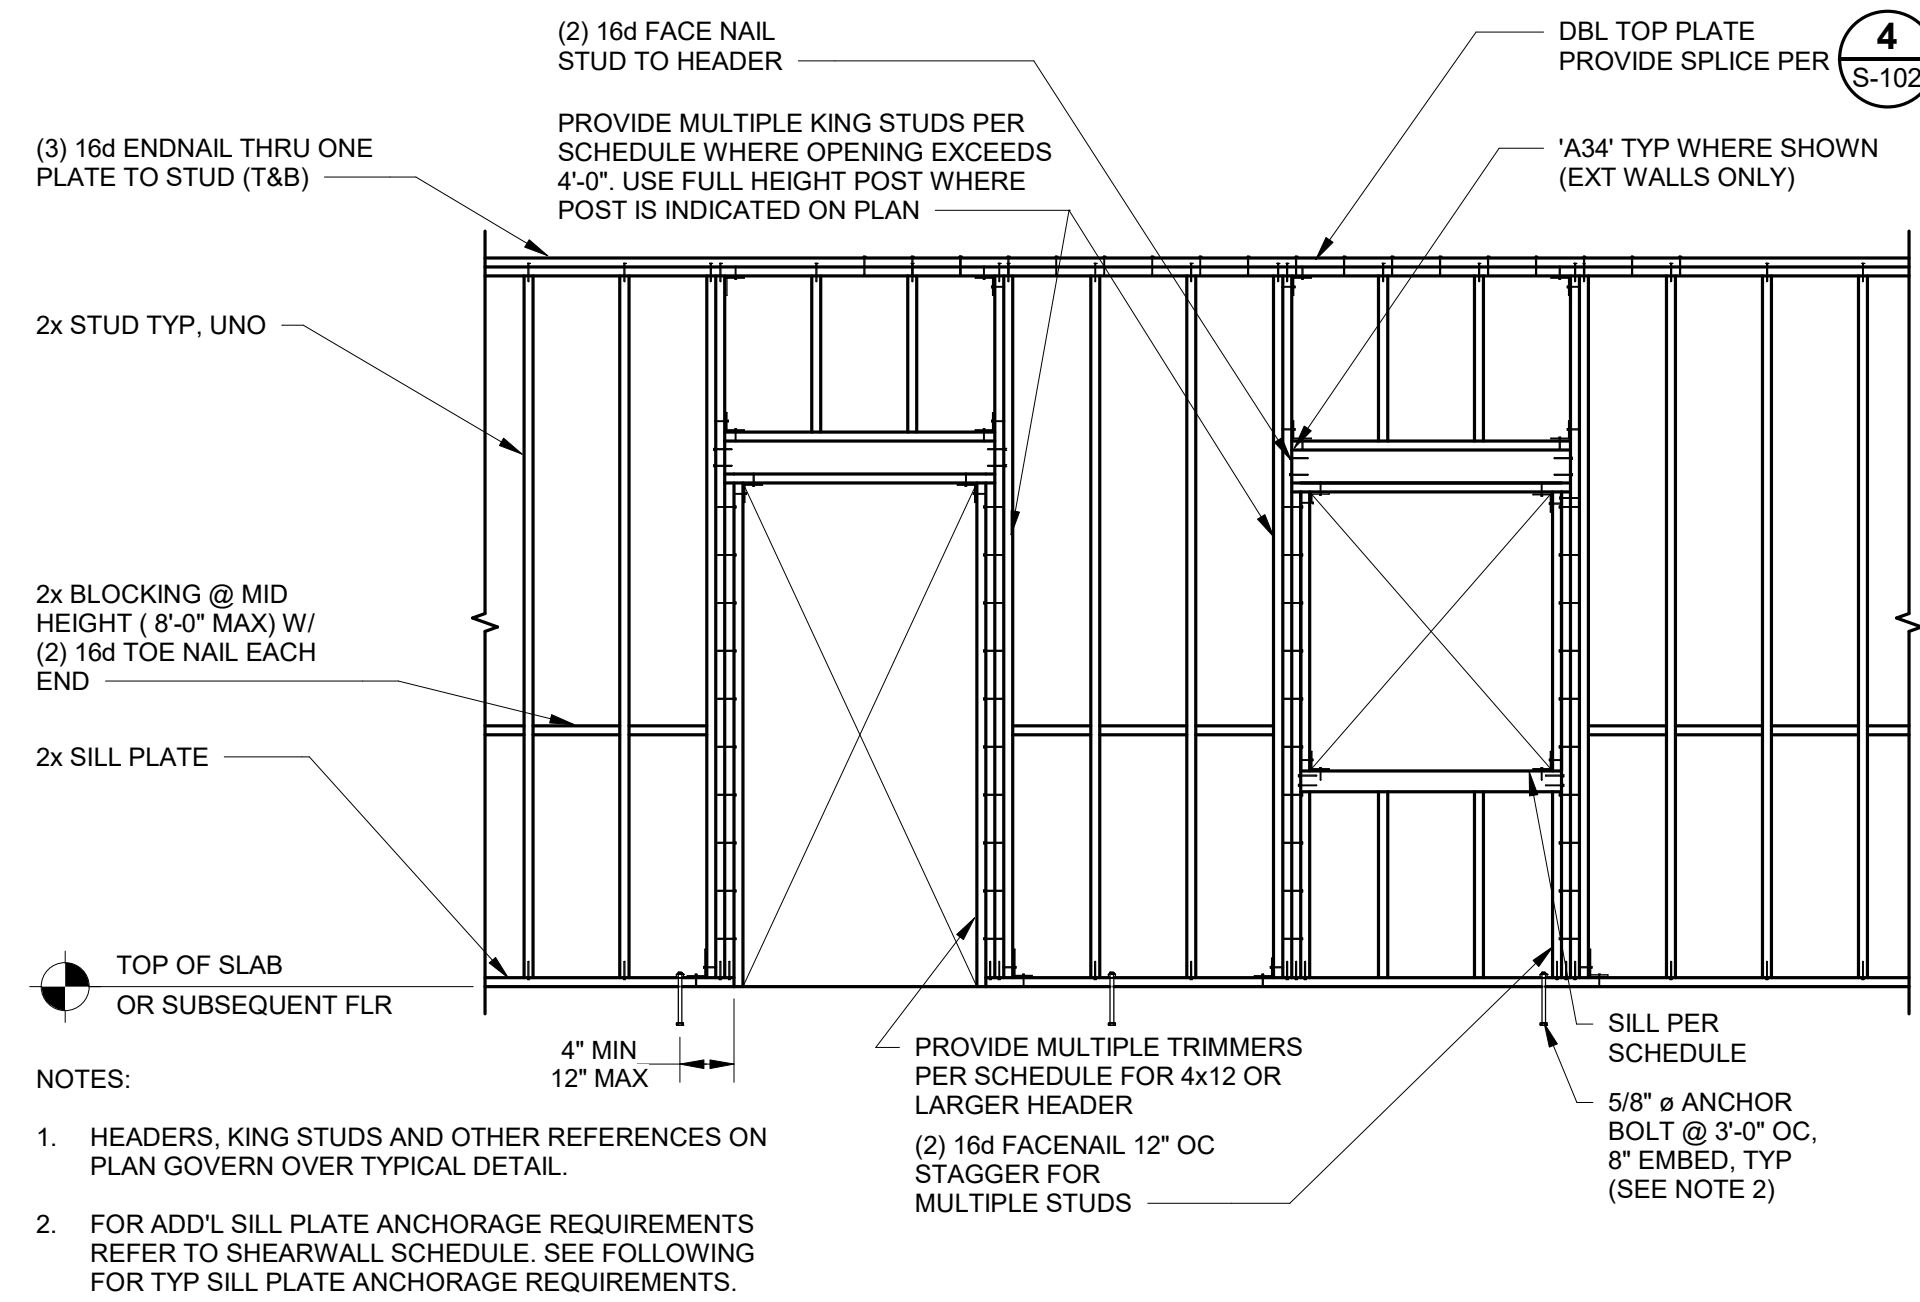 (2) 16d FACE NAIL
STUD TO HEADER
DBL TOP PLATE
PROVIDE SPLICE PER
4
S-102
PROVIDE MULTIPLE KING STUDS PER
SCHEDULE WHERE OPENING EXCEEDS
4'-0". USE FULL HEIGHT POST WHERE
POST IS INDICATED ON PLAN
(3) 16d ENDNAIL THRU ONE
PLATE TO STUD (T&B)
'A34' TYP WHERE SHOWN
(EXT WALLS ONLY)
2x STUD TYP, UNO
2x BLOCKING @ MID
HEIGHT ( 8'-0" MAX) W/
(2) 16d TOE NAIL EACH
END
2x SILL PLATE
TOP OF SLAB
OR SUBSEQUENT FLR
4" MIN
12" MAX
PROVIDE MULTIPLE TRIMMERS
PER SCHEDULE FOR 4x12 OR
LARGER HEADER
(2) 16d FACENAIL 12" OC
STAGGER FOR
MULTIPLE STUDS
SILL PER
SCHEDULE
5/8" ø ANCHOR
BOLT @ 3'-0" OC,
8" EMBED, TYP
(SEE NOTE 2)
NOTES:
1. HEADERS, KING STUDS AND OTHER REFERENCES ON
PLAN GOVERN OVER TYPICAL DETAIL.
2. FOR ADD'L SILL PLATE ANCHORAGE REQUIREMENTS
REFER TO SHEARWALL SCHEDULE. SEE FOLLOWING
FOR TYP SILL PLATE ANCHORAGE REQUIREMENTS.